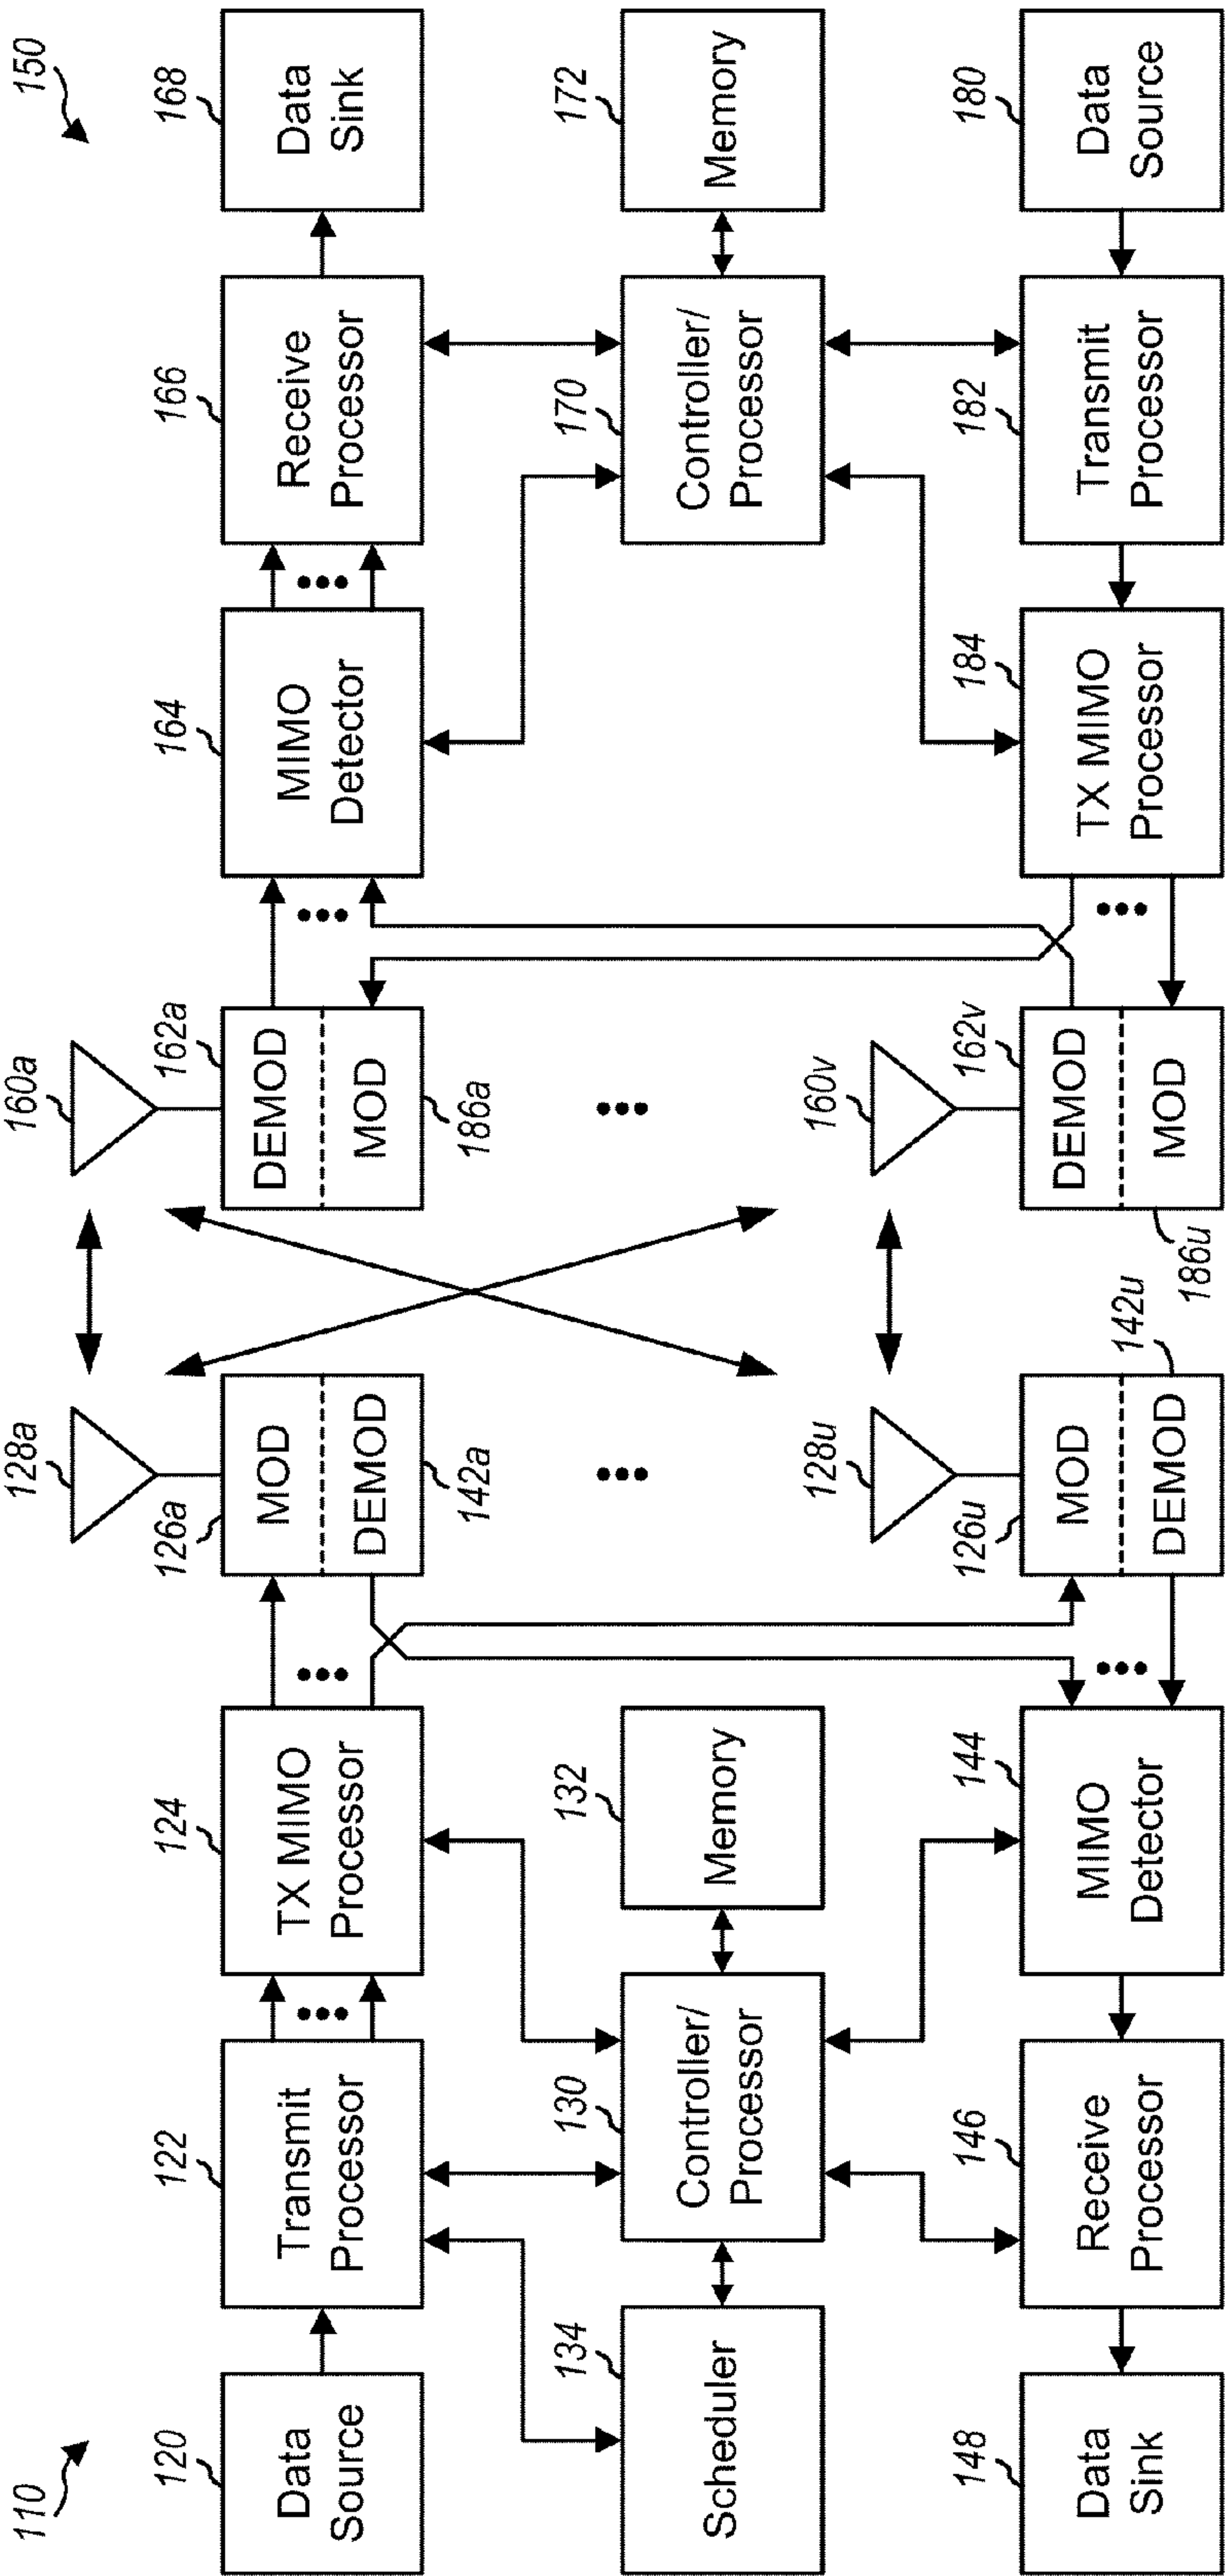 110
150
128a
160a
120
122
124
126a
162a
164
166
168
Data
Source
Transmit
Processor
TX MIMO
Processor
MOD
DEMOD
DEMOD
MOD
MIMO
Detector
Receive
Processor
Data
Sink
142a
186a
134
130
132
170
172
Scheduler
Controller/
Processor
Memory
Controller/
Processor
Memory
128u
160v
148
146
144
126u
162v
184
182
180
Data
Sink
Receive
Processor
MIMO
Detector
MOD
DEMOD
DEMOD
MOD
TX MIMO
Processor
Transmit
Processor
Data
Source
142u
186u